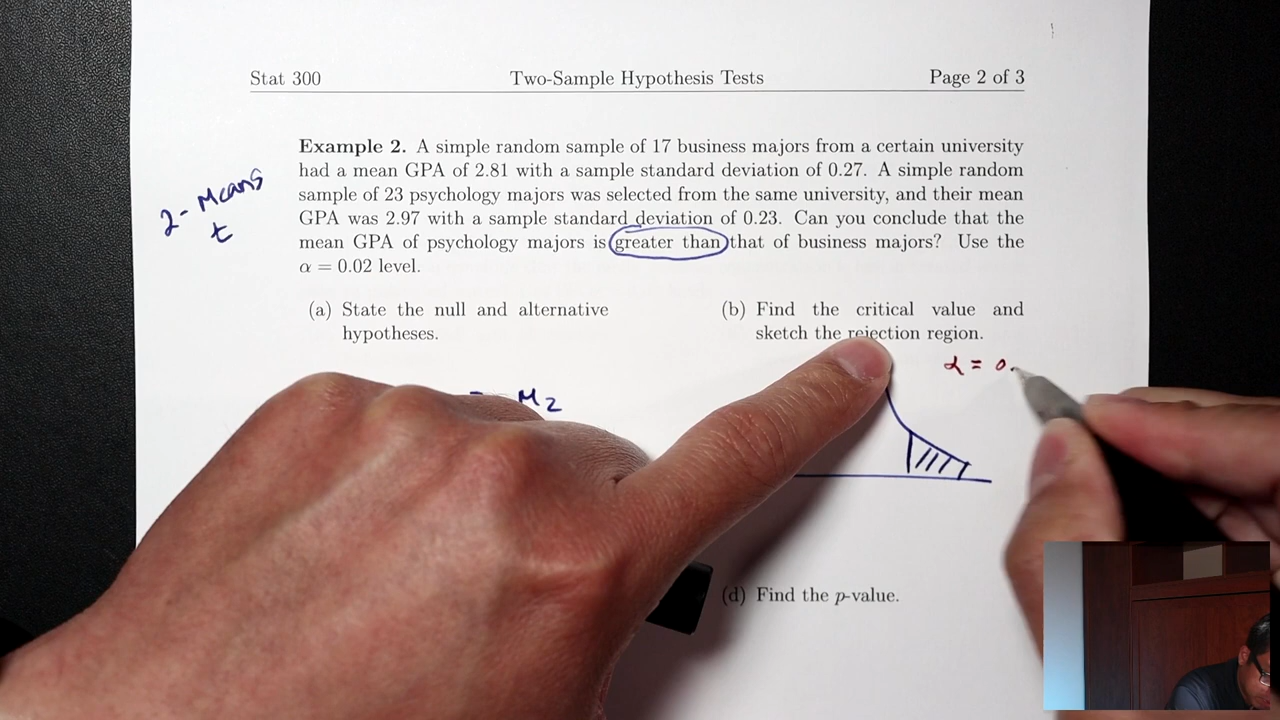 Stat 300 Two-Sample Hypothesis Tests Page 2 of 3
2-Means
t
Example 2. A simple random sample of 17 business majors from a certain university
had a mean GPA of 2.81 with a sample standard deviation of 0.27. A simple random
sample of 23 psychology majors was selected from the same university, and their mean
GPA was 2.97 with a sample standard deviation of 0.23. Can you conclude that the
mean GPA of psychology majors is greater than that of business majors? Use the
α = 0.02 level.
(a) State the null and alternative
hypotheses.
(b) Find the critical value and
sketch the rejection region.
α = 0.
M2
(d) Find the p-value.